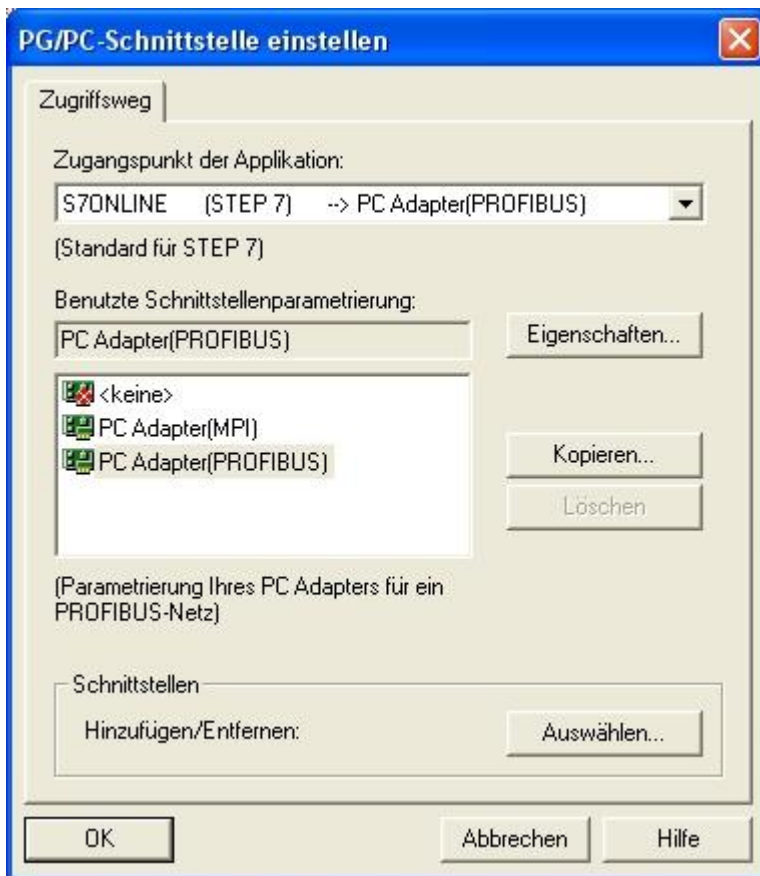 PG/PC-Schnittstelle einstellen
Zugriffsweg
Zugangspunkt der Applikation:
S7ONLINE (STEP 7) --> PC Adapter(PROFIBUS)
(Standard für STEP 7)
Benutzte Schnittstellenparametrierung:
PC Adapter(PROFIBUS)
Eigenschaften...
<keine>
PC Adapter(MPI)
PC Adapter(PROFIBUS)
Kopieren...
Löschen
(Parametrierung Ihres PC Adapters für ein
PROFIBUS-Netz)
Schnittstellen
Hinzufügen/Entfernen:
Auswählen...
OK
Abbrechen
Hilfe